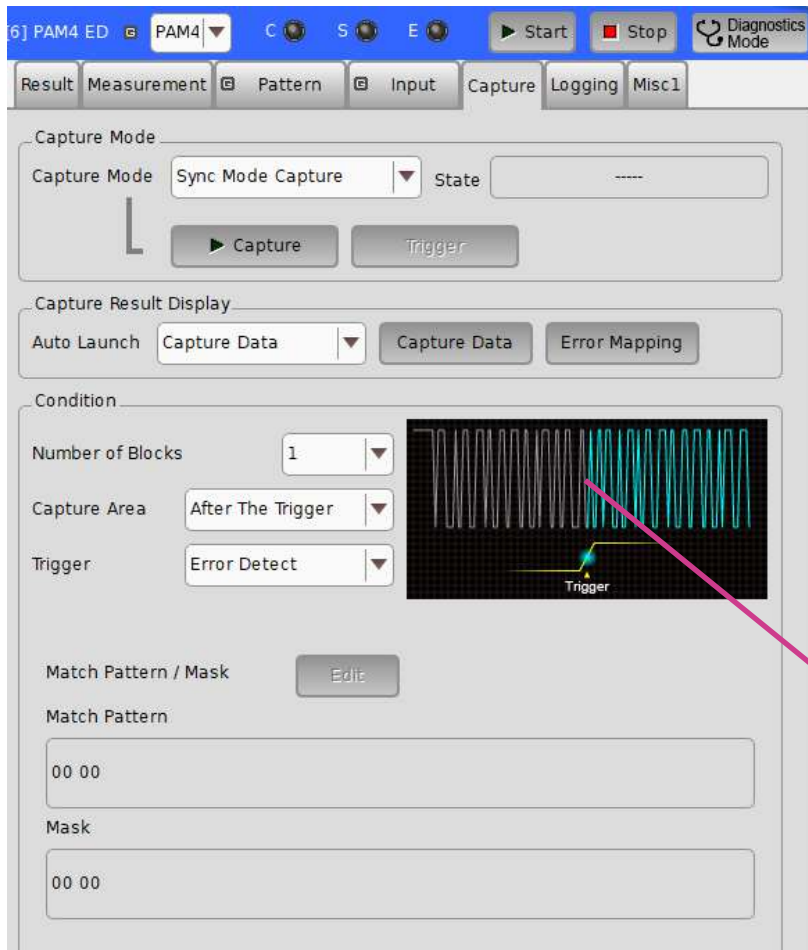 [6] PAM4 ED G PAM4 C S E Start Stop Diagnostics Mode
Result Measurement G Pattern G Input Capture Logging Misc1
Capture Mode
Capture Mode Sync Mode Capture State -----
Capture Trigger
Capture Result Display
Auto Launch Capture Data Capture Data Error Mapping
Condition
Number of Blocks 1
Capture Area After The Trigger
Trigger Error Detect
Trigger
Match Pattern / Mask Edit
Match Pattern
00 00
Mask
00 00